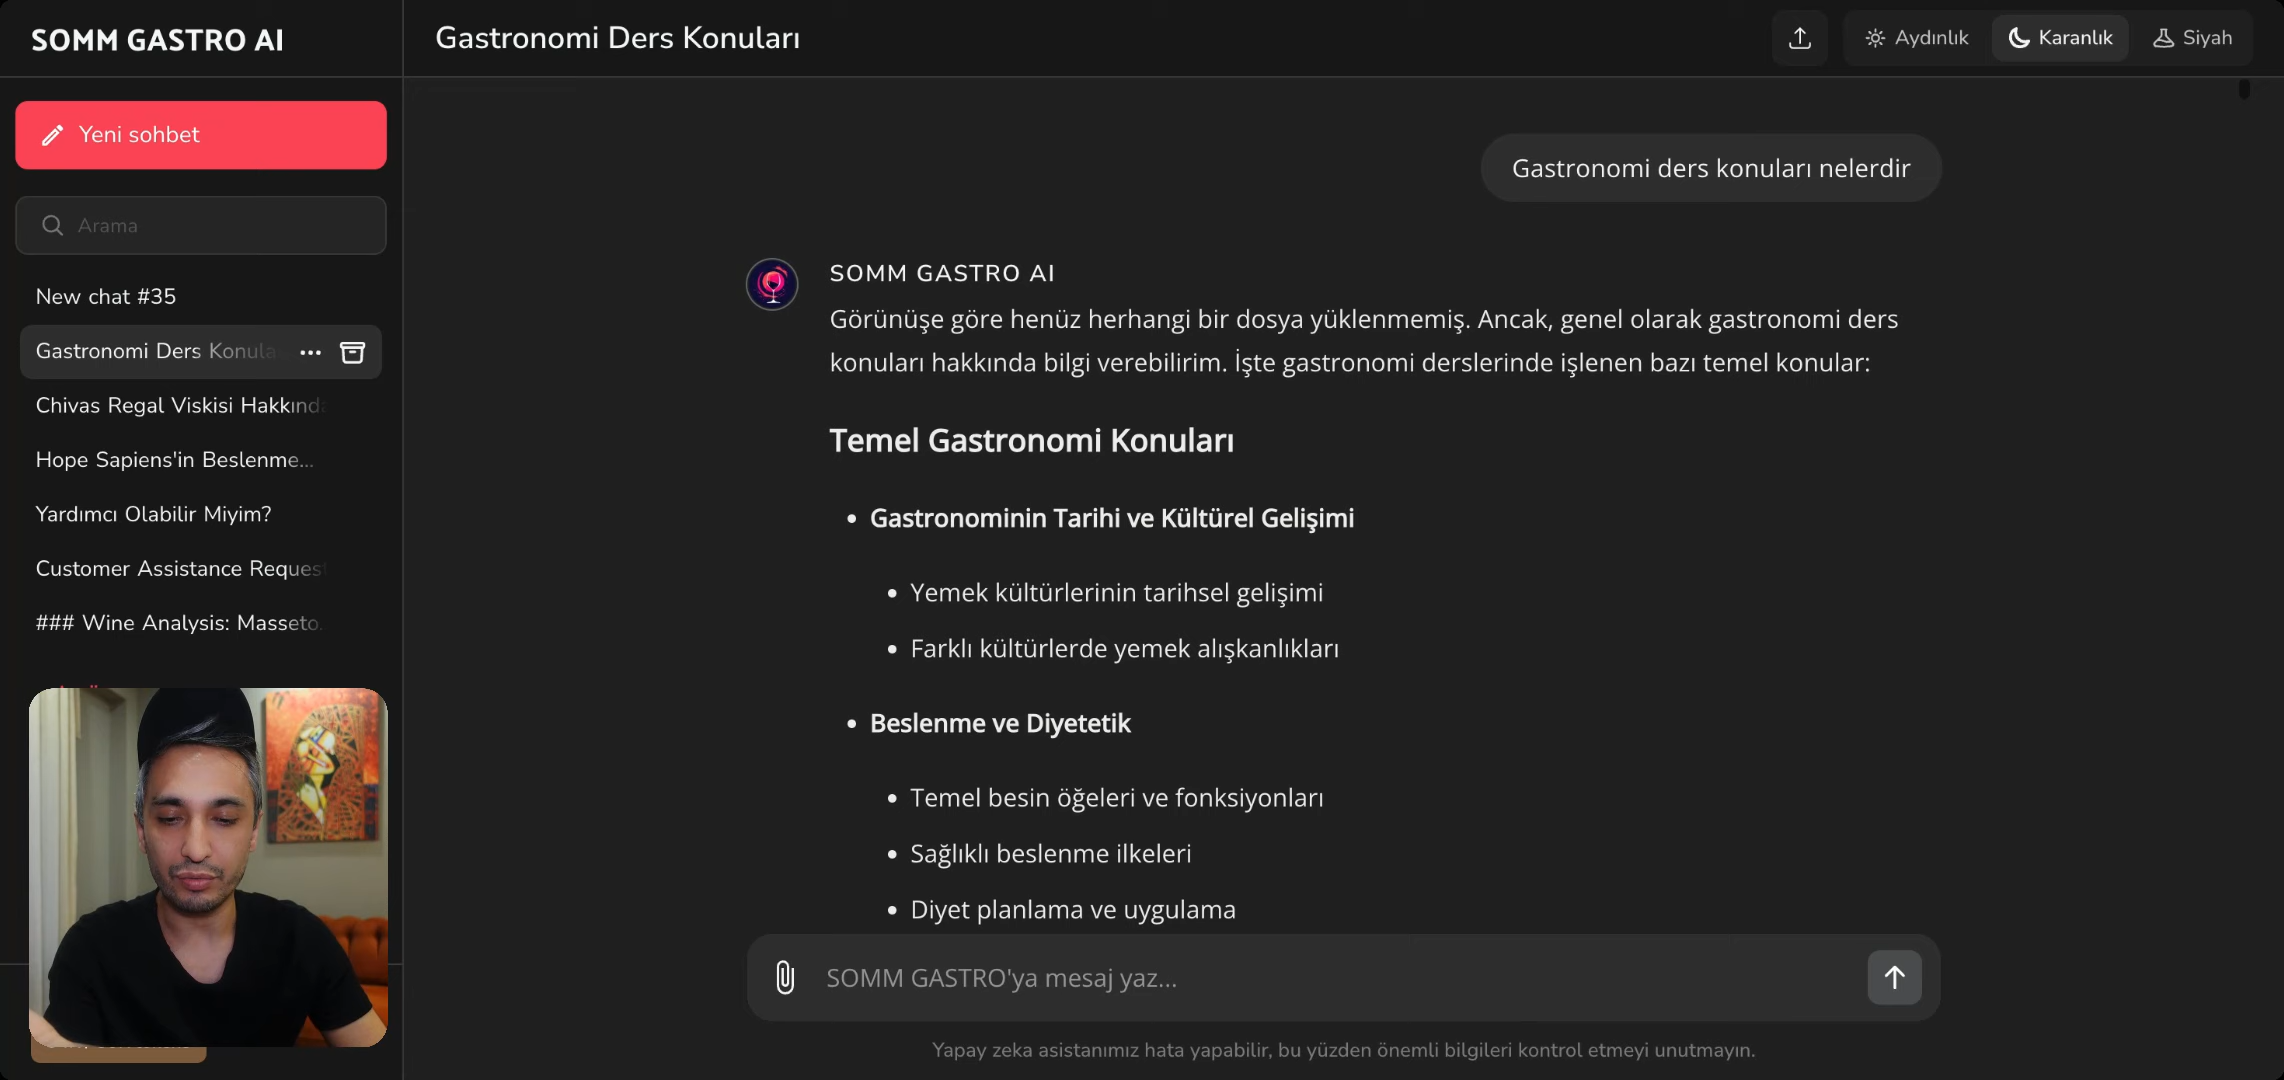 SOMM GASTRO AI
Yeni sohbet
Arama
New chat #35
Gastronomi Ders Konula
Chivas Regal Viskisi Hakkında
Hope Sapiens'in Beslenme...
Yardımcı Olabilir Miyim?
Customer Assistance Request
### Wine Analysis: Masseto.
Gastronomi Ders Konuları
Aydınlık
Karanlık
Siyah
Gastronomi ders konuları nelerdir
SOMM GASTRO AI
Görünüşe göre henüz herhangi bir dosya yüklenmemiş. Ancak, genel olarak gastronomi ders
konuları hakkında bilgi verebilirim. İşte gastronomi derslerinde işlenen bazı temel konular:
Temel Gastronomi Konuları
• Gastronominin Tarihi ve Kültürel Gelişimi
• Yemek kültürlerinin tarihsel gelişimi
• Farklı kültürlerde yemek alışkanlıkları
• Beslenme ve Diyetetik
• Temel besin öğeleri ve fonksiyonları
• Sağlıklı beslenme ilkeleri
• Diyet planlama ve uygulama
SOMM GASTRO'ya mesaj yaz...
Yapay zeka asistanımız hata yapabilir, bu yüzden önemli bilgileri kontrol etmeyi unutmayın.